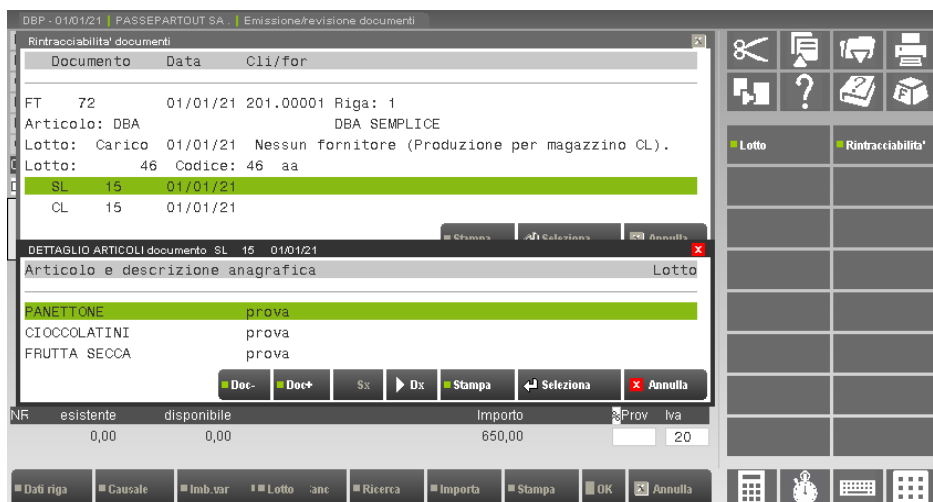 DBP - 01/01/21 | PASSEPARTOUT SA . | Emissione/revisione documenti
Rintracciabilita' documenti
Documento Data Cli/for
FT 72 01/01/21 201.00001 Riga: 1
Articolo: DBA DBA SEMPLICE
Lotto: Carico 01/01/21 Nessun fornitore (Produzione per magazzino CL).
Lotto: 46 Codice: 46 aa
SL 15 01/01/21
CL 15 01/01/21
Stampa Seleziona Annulla
Lotto Rintracciabilita'
DETTAGLIO ARTICOLI documento SL 15 01/01/21
Articolo e descrizione anagrafica Lotto
PANETTONE prova
CIOCCOLATINI prova
FRUTTA SECCA prova
Doc- Doc+ Sx Dx Stampa Seleziona Annulla
NR esistente disponibile Importo %Prov Iva
0,00 0,00 650,00 20
Dati riga Causale Imb.var Lotto Ricerca Importa Stampa OK Annulla